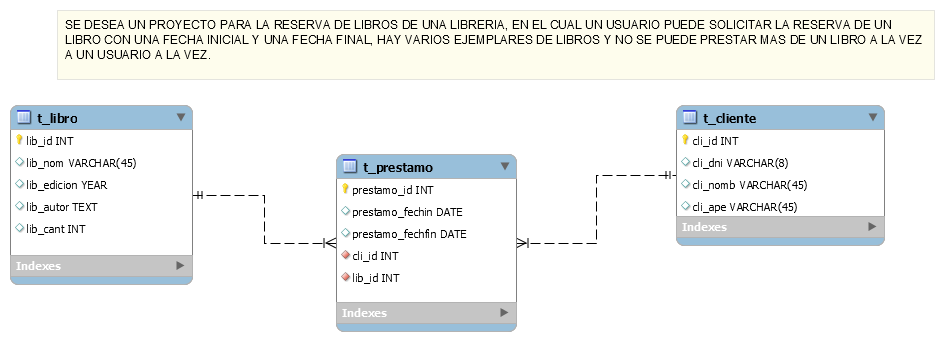 SE DESEA UN PROYECTO PARA LA RESERVA DE LIBROS DE UNA LIBRERIA, EN EL CUAL UN USUARIO PUEDE SOLICITAR LA RESERVA DE UN
LIBRO CON UNA FECHA INICIAL Y UNA FECHA FINAL, HAY VARIOS EJEMPLARES DE LIBROS Y NO SE PUEDE PRESTAR MAS DE UN LIBRO A LA VEZ
A UN USUARIO A LA VEZ.
t_libro
lib_id INT
lib_nom VARCHAR(45)
lib_edicion YEAR
lib_autor TEXT
lib_cant INT
Indexes
t_prestamo
prestamo_id INT
prestamo_fechin DATE
prestamo_fechfin DATE
cli_id INT
lib_id INT
Indexes
t_cliente
cli_id INT
cli_dni VARCHAR(8)
cli_nomb VARCHAR(45)
cli_ape VARCHAR(45)
Indexes